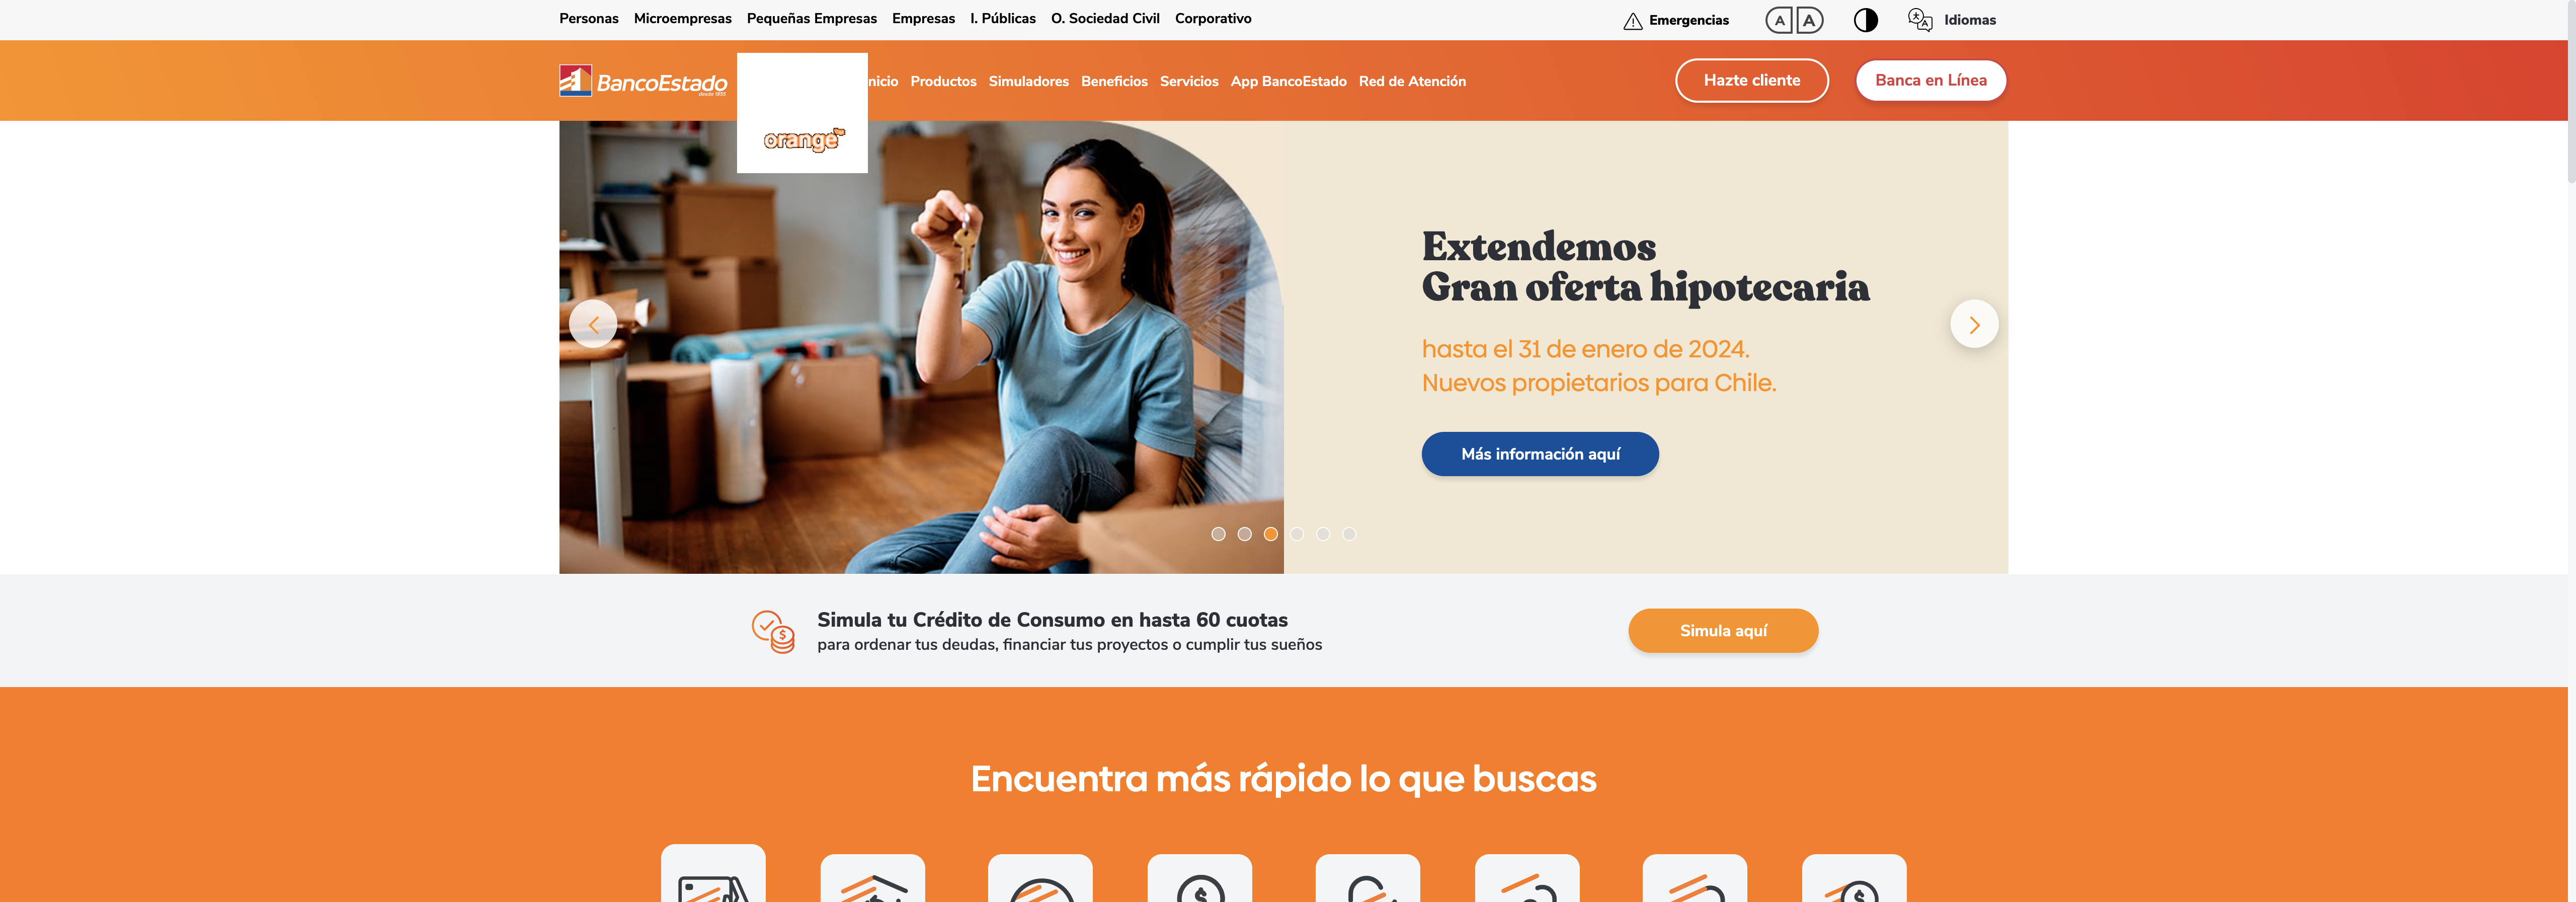 Personas Microempresas Pequeñas Empresas Empresas I. Públicas O. Sociedad Civil Corporativo
Emergencias A A Idiomas
BancoEstado
desde 1855
orange
nicio Productos Simuladores Beneficios Servicios App BancoEstado Red de Atención
Hazte cliente
Banca en Línea
Extendemos
Gran oferta hipotecaria
hasta el 31 de enero de 2024.
Nuevos propietarios para Chile.
Más información aquí
Simula tu Crédito de Consumo en hasta 60 cuotas
para ordenar tus deudas, financiar tus proyectos o cumplir tus sueños
Simula aquí
Encuentra más rápido lo que buscas